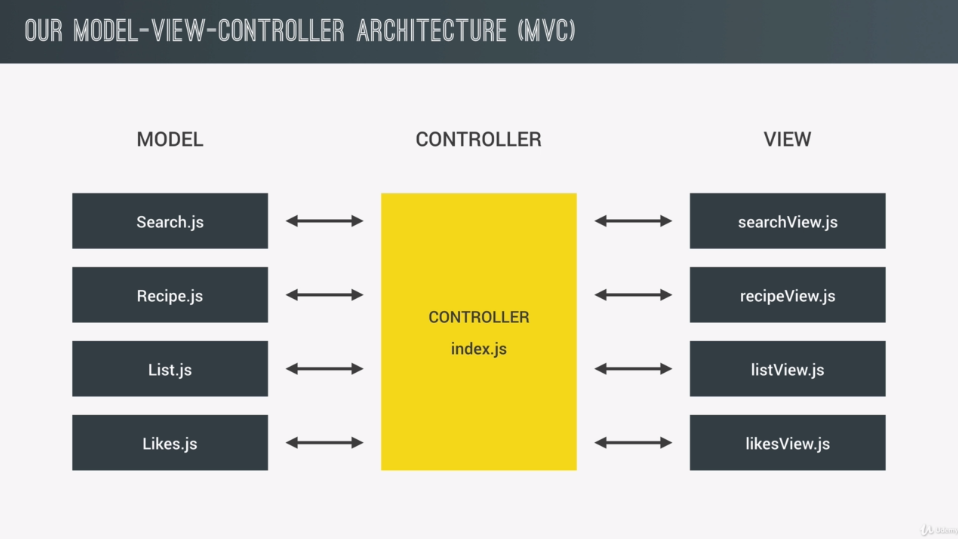 OUR MODEL-VIEW-CONTROLLER ARCHITECTURE (MVC)
MODEL
CONTROLLER
VIEW
Search.js
searchView.js
Recipe.js
recipeView.js
CONTROLLER
index.js
List.js
listView.js
Likes.js
likesView.js
Udemy